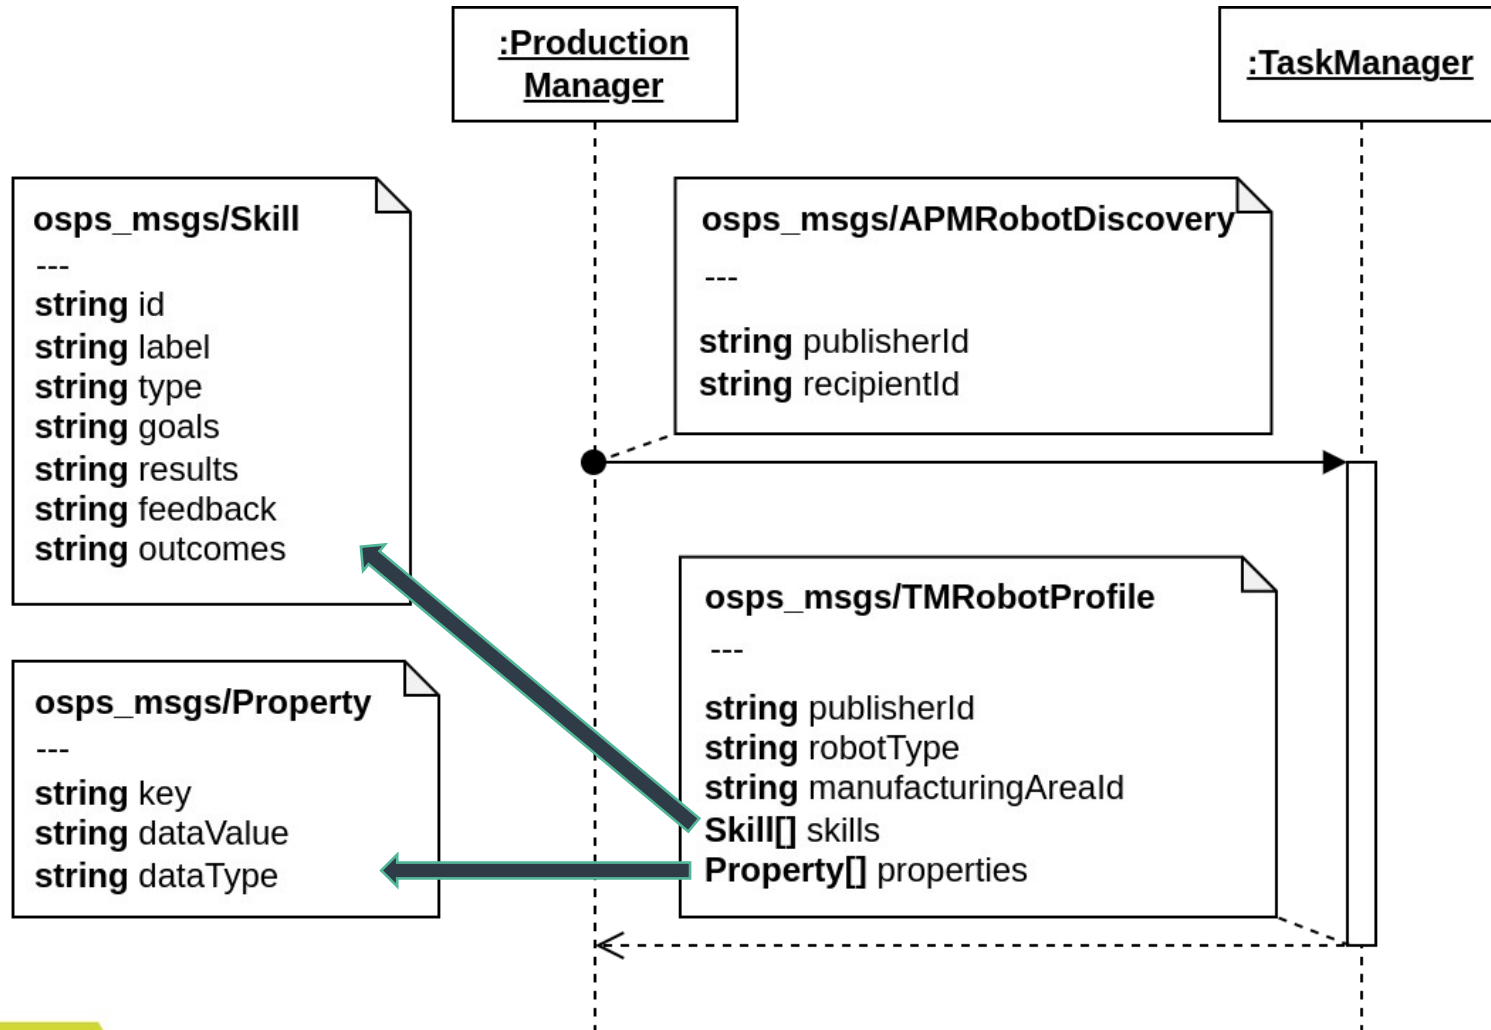 :Production
Manager
:TaskManager
osps_msgs/Skill
---
string id
string label
string type
string goals
string results
string feedback
string outcomes
osps_msgs/APMRobotDiscovery
---
string publisherId
string recipientId
osps_msgs/Property
---
string key
string dataValue
string dataType
osps_msgs/TMRobotProfile
---
string publisherId
string robotType
string manufacturingAreaId
Skill[] skills
Property[] properties